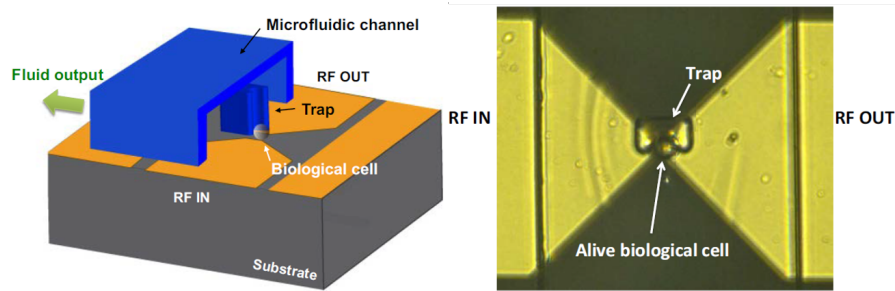 Microfluidic channel
Fluid output
RF OUT
Trap
Biological cell
RF IN
Substrate
Trap
RF IN
RF OUT
Alive biological cell